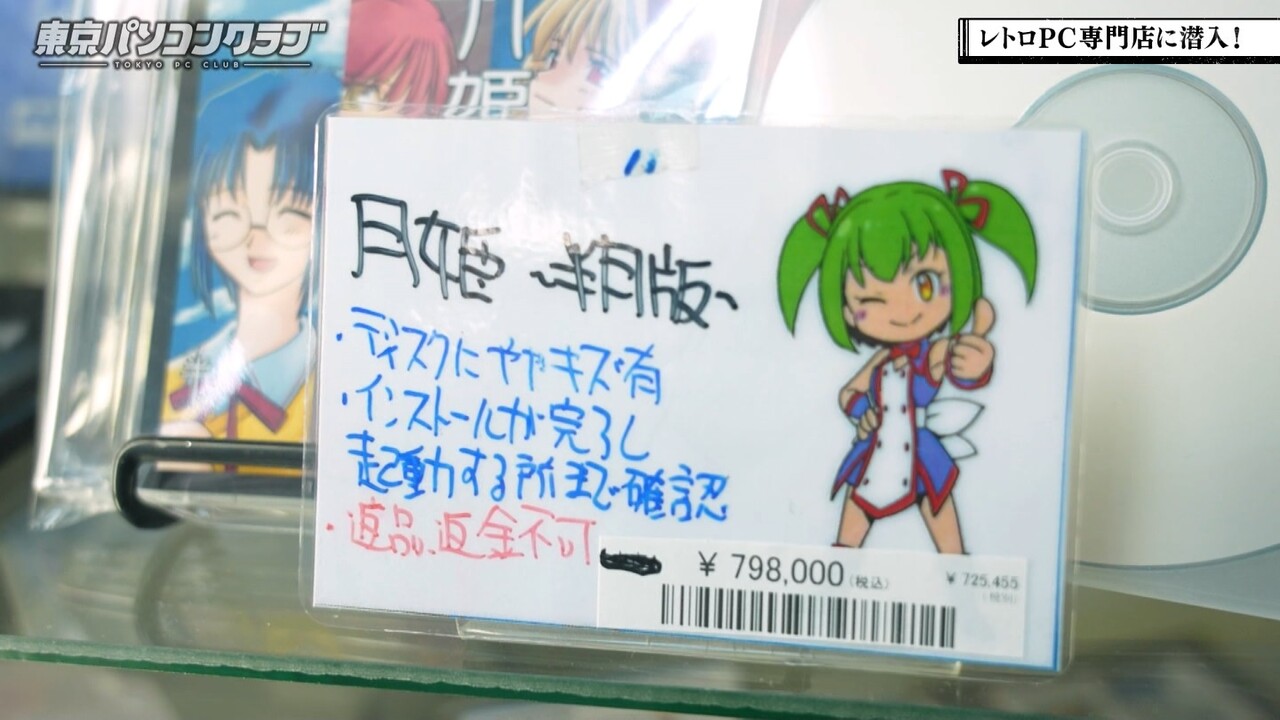 東京パソコンクラブ
TOKYO PC CLUB
レトロPC専門店に潜入!
姫
月姫 〜初版〜
・ディスクにややキズ有
・インストールが完了し
起動する所まで確認
・返品、返金不可
¥ 798,000(税込)
¥ 725,455
(税別)